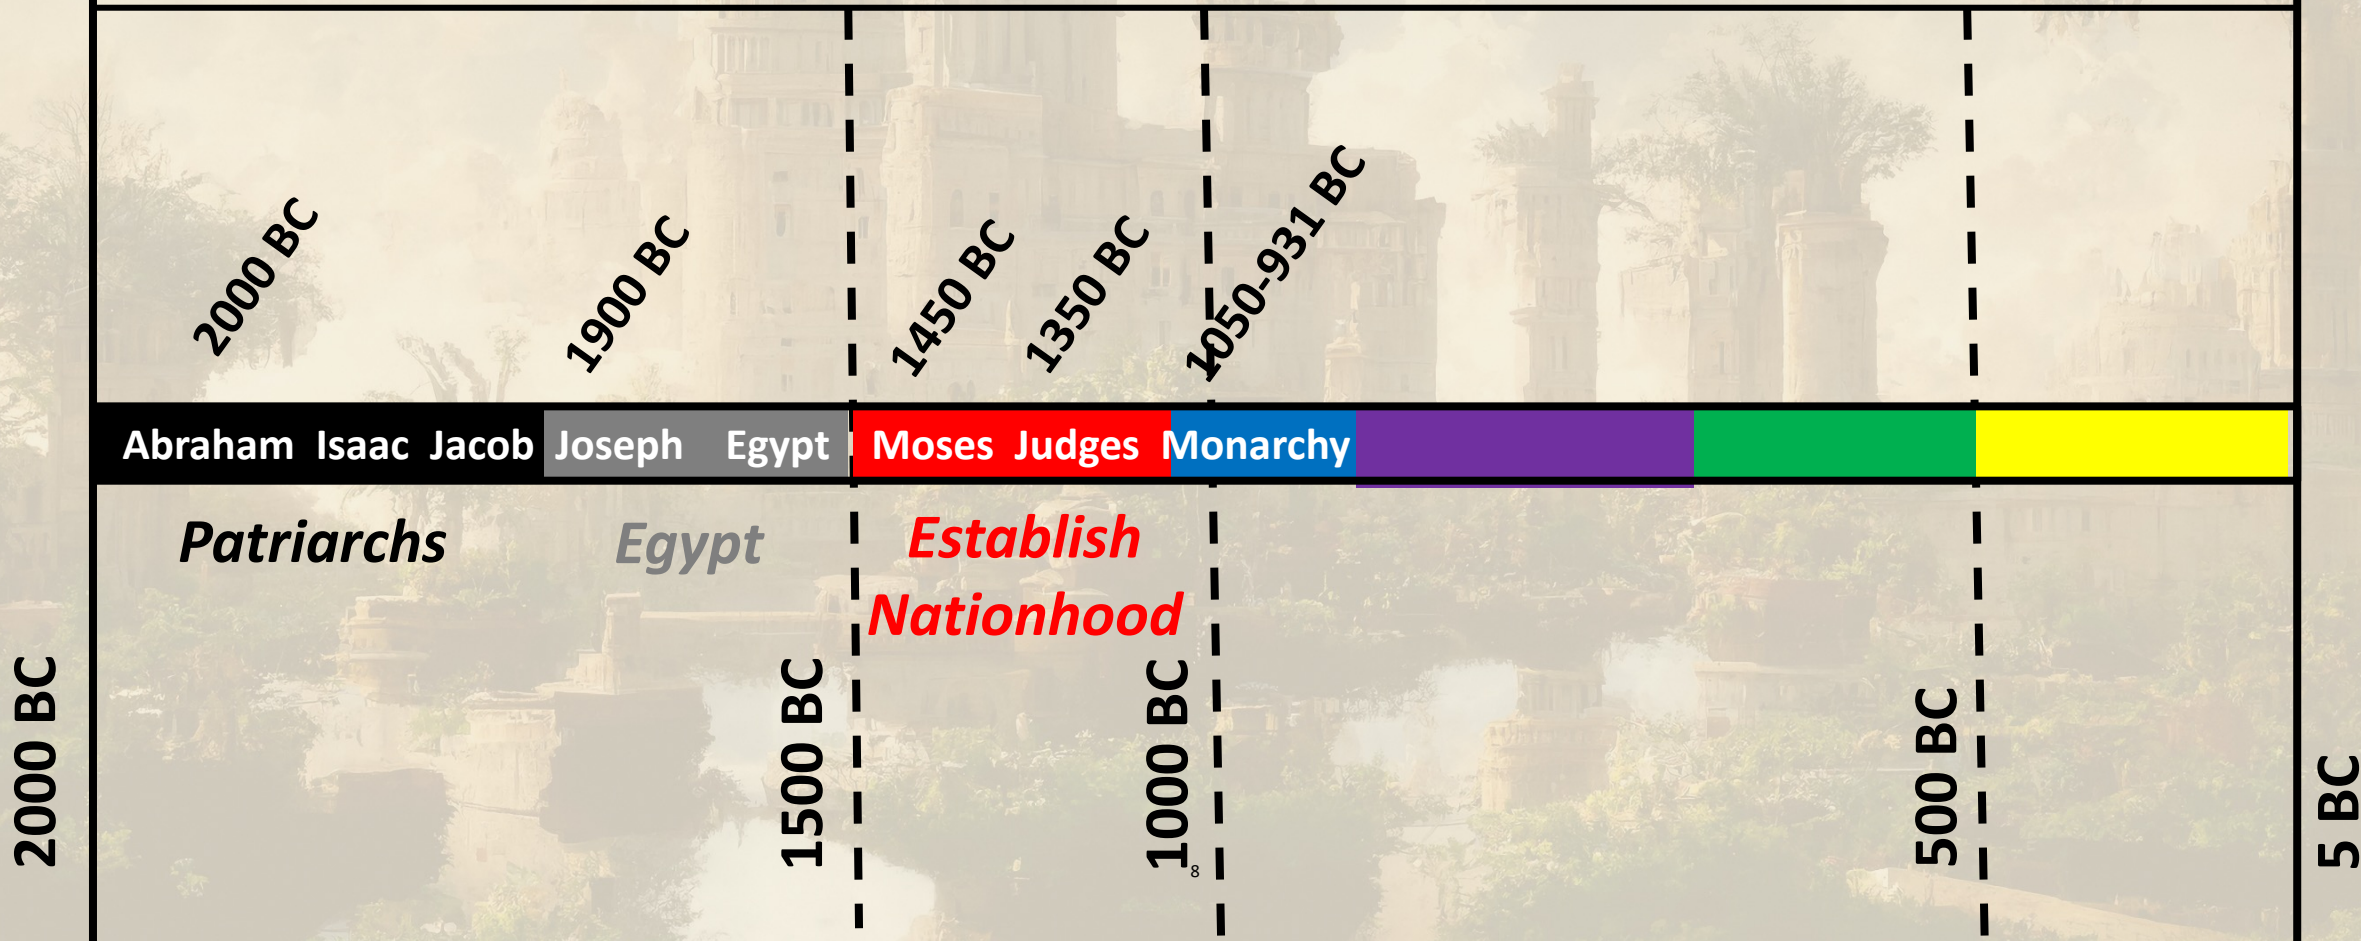 2000 BC
1900 BC
1450 BC
1350 BC
1050-931 BC
Abraham Isaac Jacob Joseph Egypt Moses Judges Monarchy
Patriarchs
Egypt
Establish
Nationhood
2000 BC
1500 BC
1000 BC
500 BC
5 BC
8